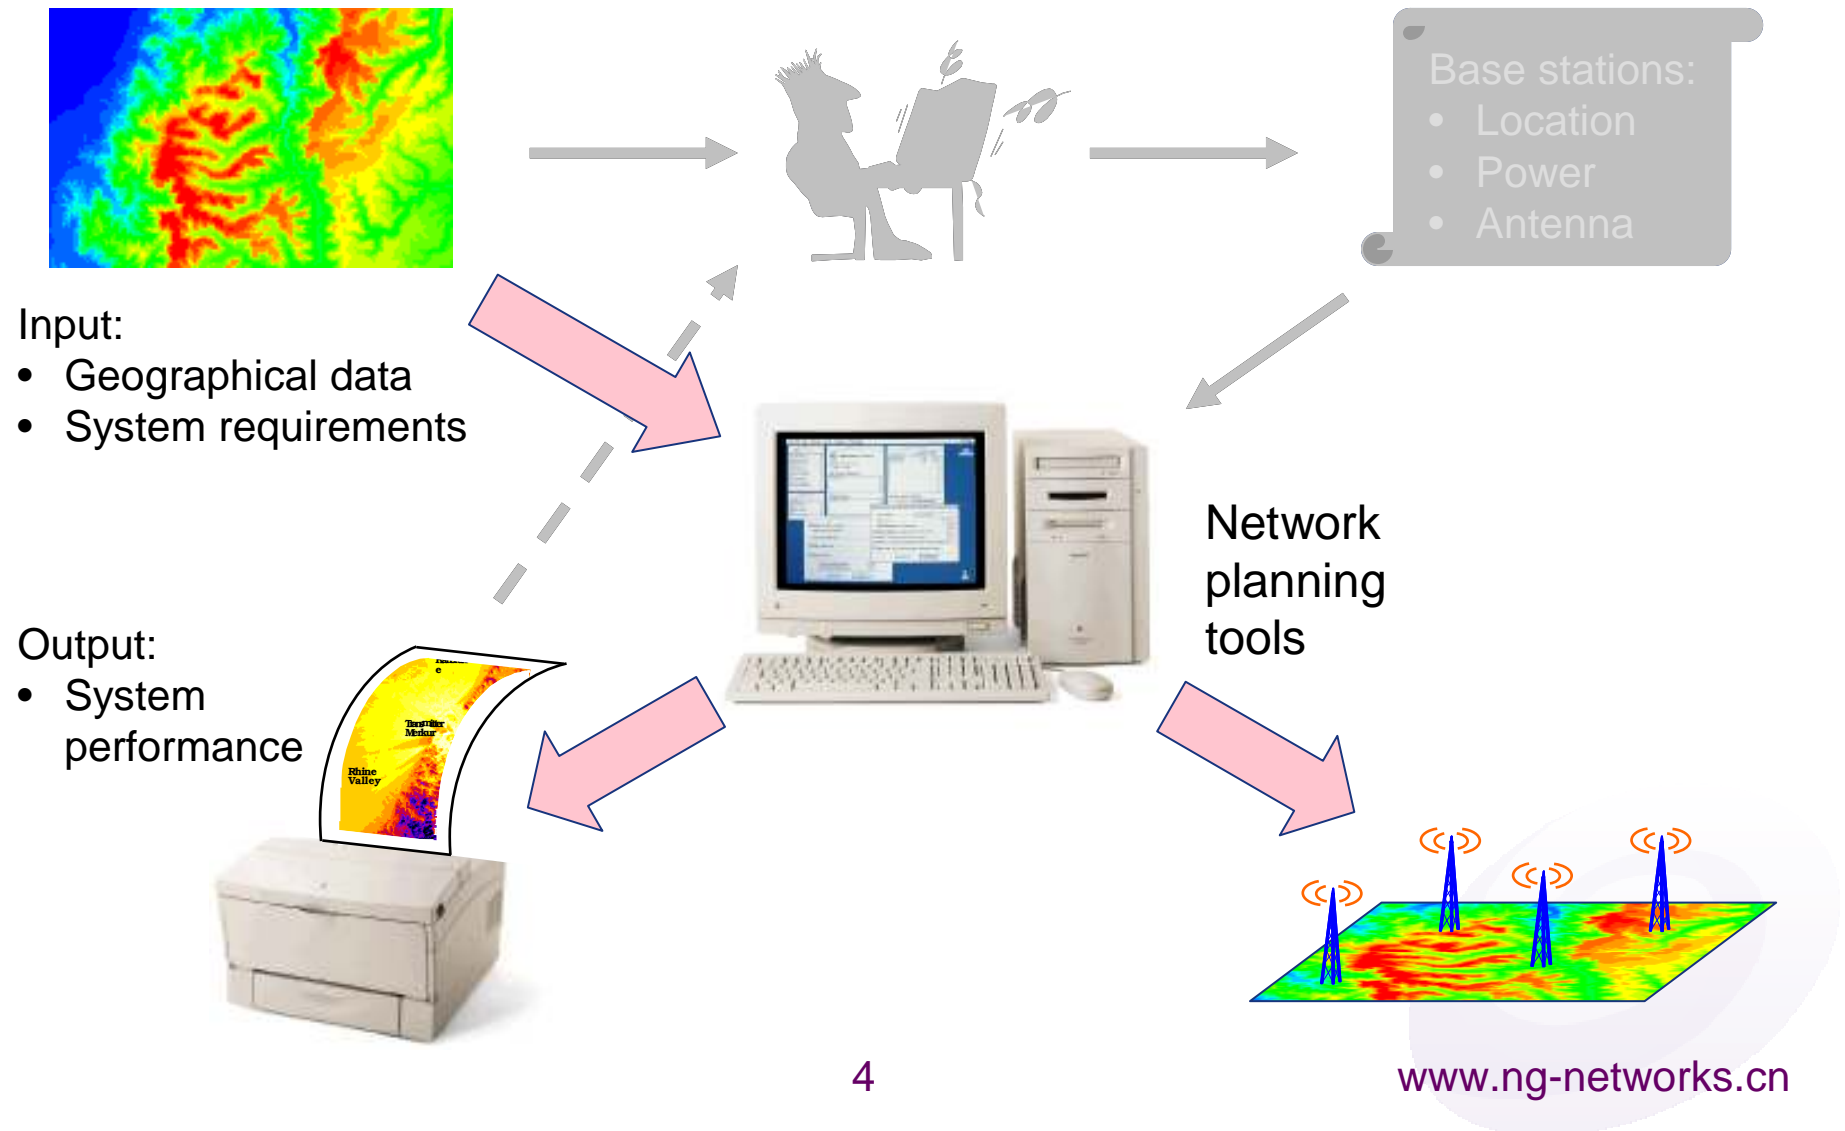 Base stations:
• Location
• Power
• Antenna
Input:
• Geographical data
• System requirements
Network
planning
tools
Output:
• System
performance
e
Transmitter
Merkur
Rhine
Valley
4
www.ng-networks.cn